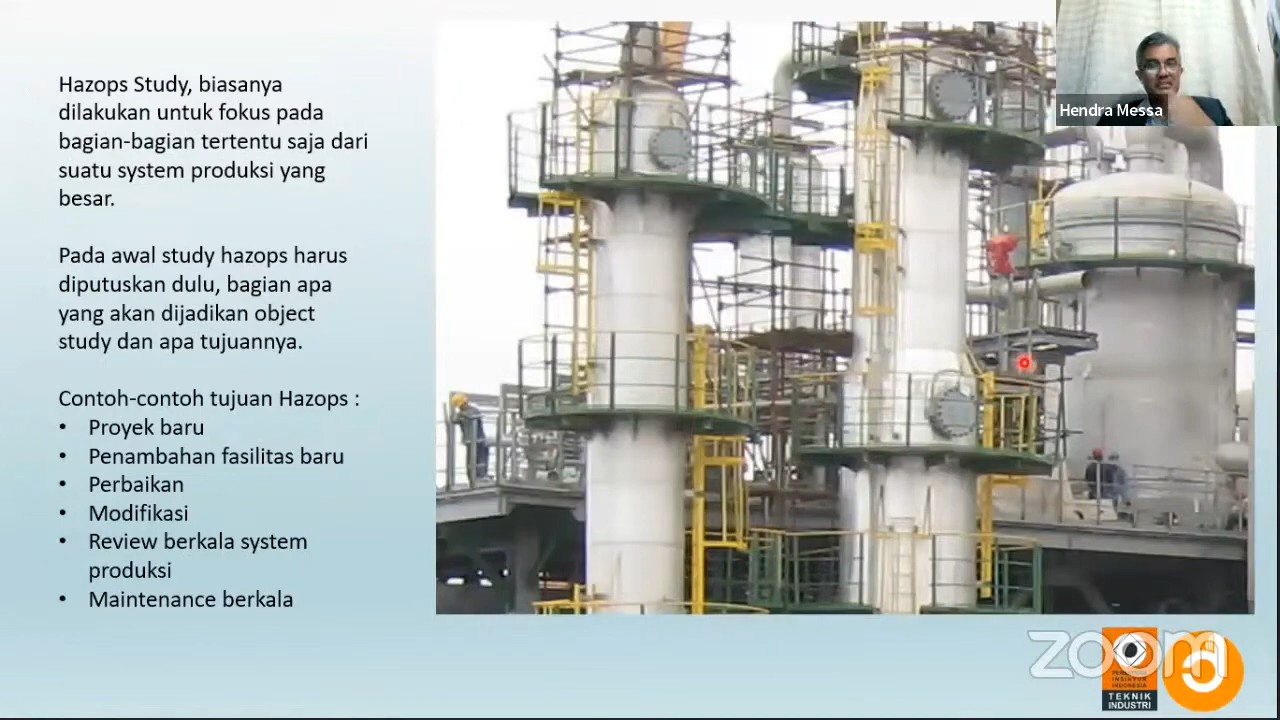 Hazops Study, biasanya
dilakukan untuk fokus pada
bagian-bagian tertentu saja dari
suatu system produksi yang
besar.
Pada awal study hazops harus
diputuskan dulu, bagian apa
yang akan dijadikan object
study dan apa tujuannya.
Contoh-contoh tujuan Hazops :
• Proyek baru
• Penambahan fasilitas baru
• Perbaikan
• Modifikasi
• Review berkala system
produksi
• Maintenance berkala
Hendra Messa
zoom
INSINYUR
INDONESIA
TEKNIK
INDUSTRI